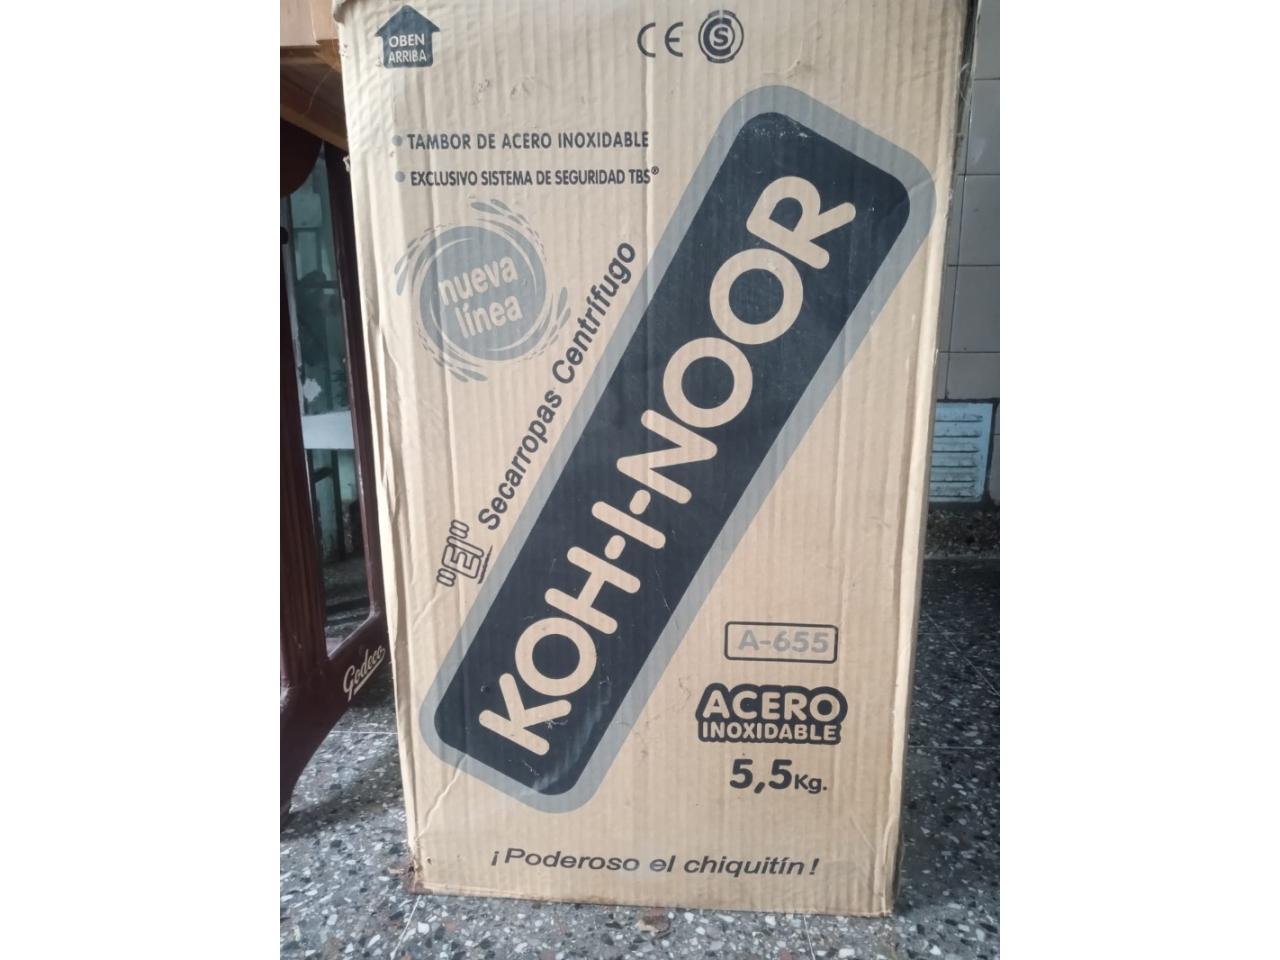 OBEN
ARRIBA
CE S
• TAMBOR DE ACERO INOXIDABLE
• EXCLUSIVO SISTEMA DE SEGURIDAD TBS®
nueva
línea
"El" Secarropas Centrífugo
KOH-I-NOOR
A-655
ACERO
INOXIDABLE
5,5Kg.
¡Poderoso el chiquitín!
Godeco